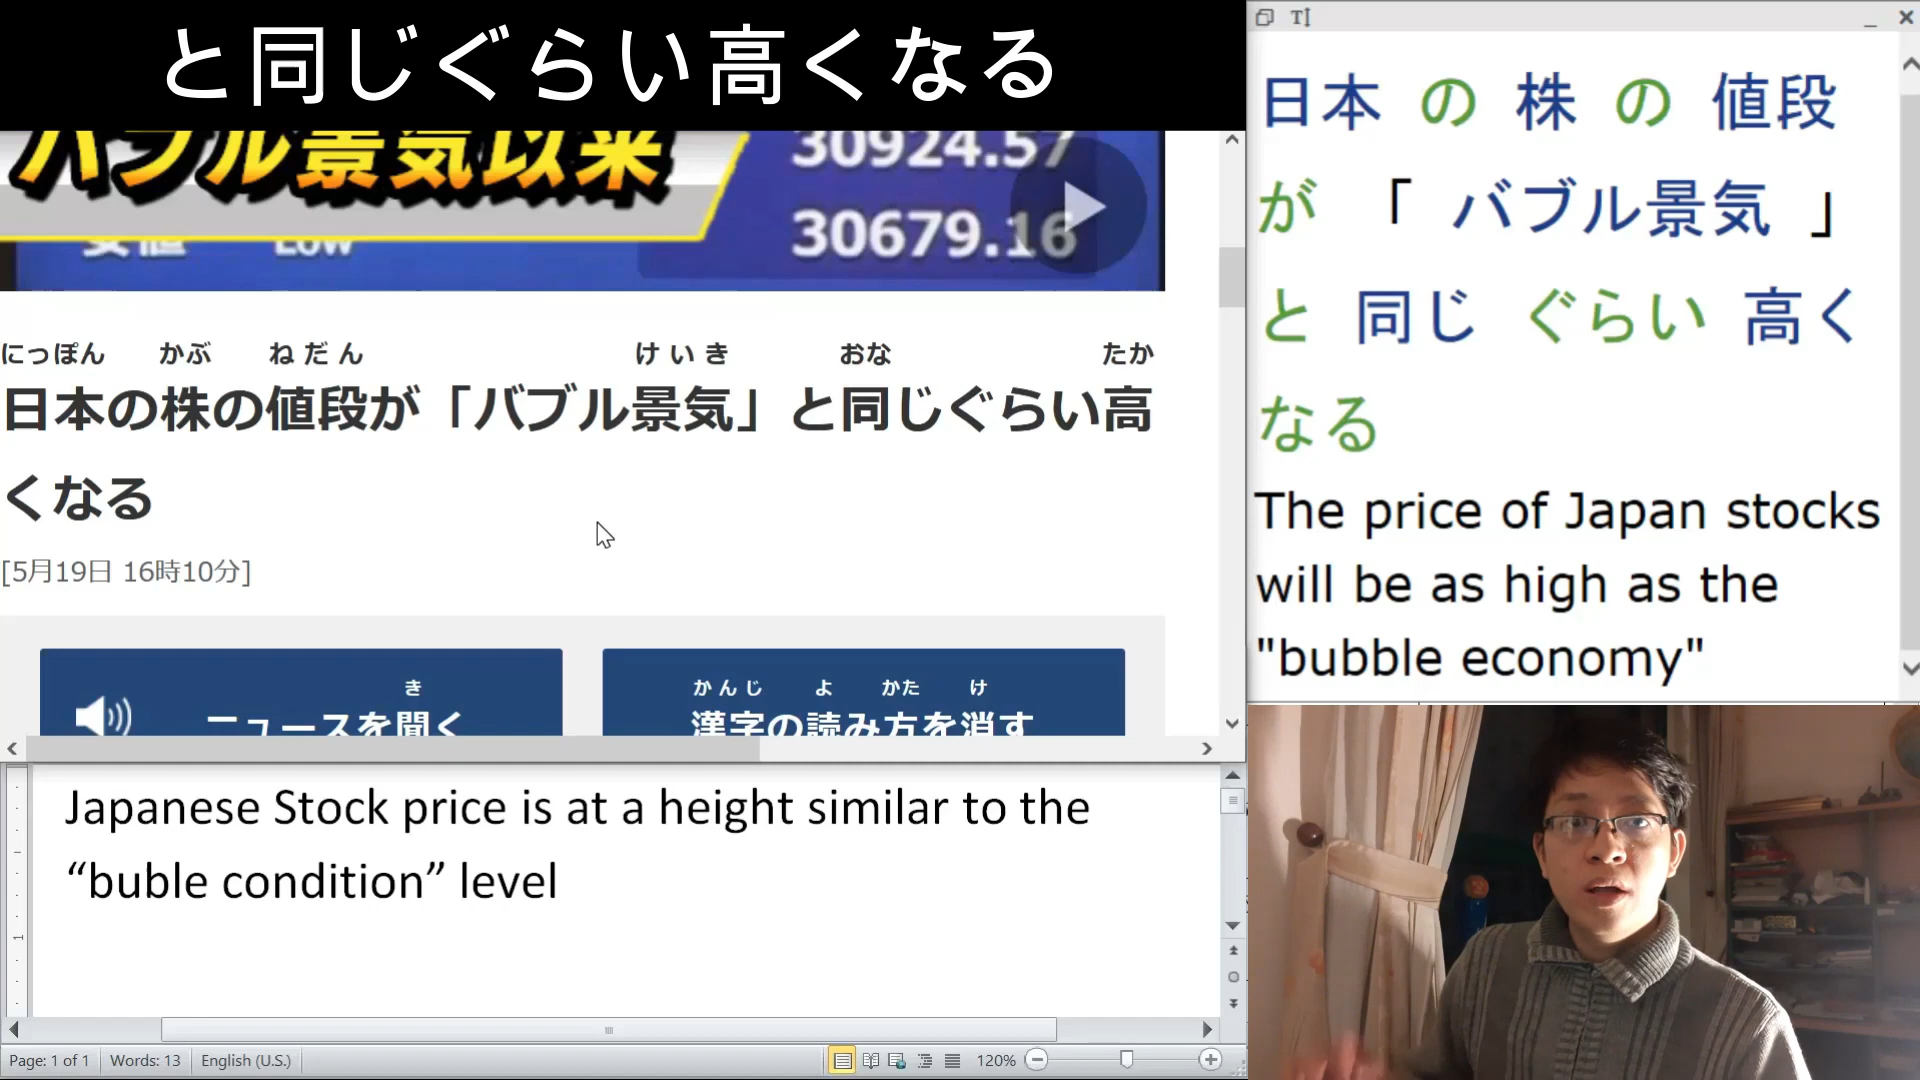 と同じぐらい高くなる
バブル景気以来
30924.57
安値 Low 30679.16
にっぽん かぶ ねだん けいき おな たか
日本の株の値段が「バブル景気」と同じぐらい高
くなる
[5月19日 16時10分]
き
ニュースを聞く
かんじ よ かた け
漢字の読み方を消す
Japanese Stock price is at a height similar to the
“buble condition” level
Page: 1 of 1 Words: 13 English (U.S.) 120%
日本 の 株 の 値段
が 「 バブル景気 」
と 同じ ぐらい 高く
なる
The price of Japan stocks
will be as high as the
"bubble economy"